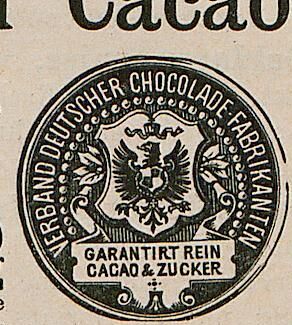 Cacao
VERBAND DEUTSCHER CHOCOLADE-FABRIKANTEN
GARANTIRT REIN
CACAO & ZUCKER